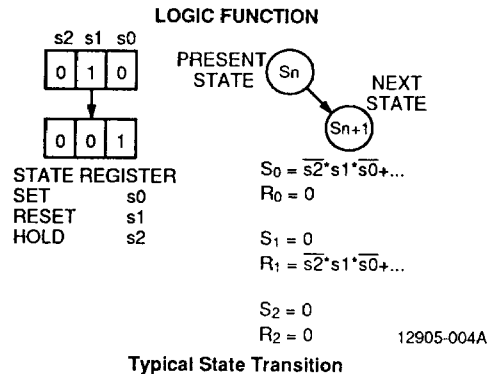 LOGIC FUNCTION
s2 s1 s0
0 1 0
0 0 1
STATE REGISTER
SET s0
RESET s1
HOLD s2
PRESENT
STATE
Sn
NEXT
STATE
Sn+1
S₀ = s̅2̅*s1*s̅0̅+...
R₀ = 0
S₁ = 0
R₁ = s̅2̅*s1*s̅0̅+...
S₂ = 0
R₂ = 0
12905-004A
Typical State Transition